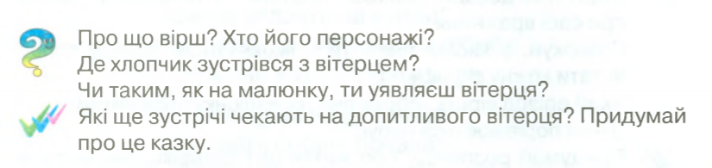 Про що вірш? Хто його персонажі?
Де хлопчик зустрівся з вітерцем?
Чи таким, як на малюнку, ти уявляєш вітерця?
Які ще зустрічі чекають на допитливого вітерця? Придумай
про це казку.